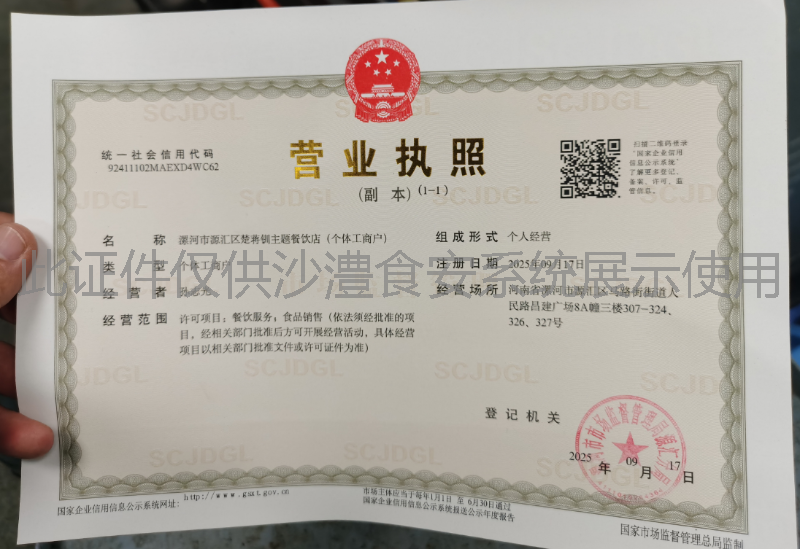 统一社会信用代码
92411102MAEXD4WC62
营业执照
(副 本)(1-1)
扫描二维码登录
"国家企业信用
信息公示系统"
了解更多登记、
备案、许可、监
管信息。
名 称 漯河市源汇区楚蒋钏主题餐饮店（个体工商户）
类 型 个体工商户
经 营 者
经 营 范 围 许可项目：餐饮服务；食品销售（依法须经批准的项
目，经相关部门批准后方可开展经营活动，具体经营
项目以相关部门批准文件或许可证件为准）
组 成 形 式 个人经营
注 册 日 期 2025年09月17日
经 营 场 所 河南省漯河市源汇区马路街街道人
民路昌建广场8A幢三楼307-324、
326、327号
此证件仅供沙澧食安系统展示使用
登 记 机 关
2025 年 09 月 17 日
国家企业信用信息公示系统网址：http://www.gsxt.gov.cn
市场主体应当于每年1月1日 至 6月30日通过
国家企业信用信息公示系统报送公示年度报告
国家市场监督管理总局监制
SCJDGL